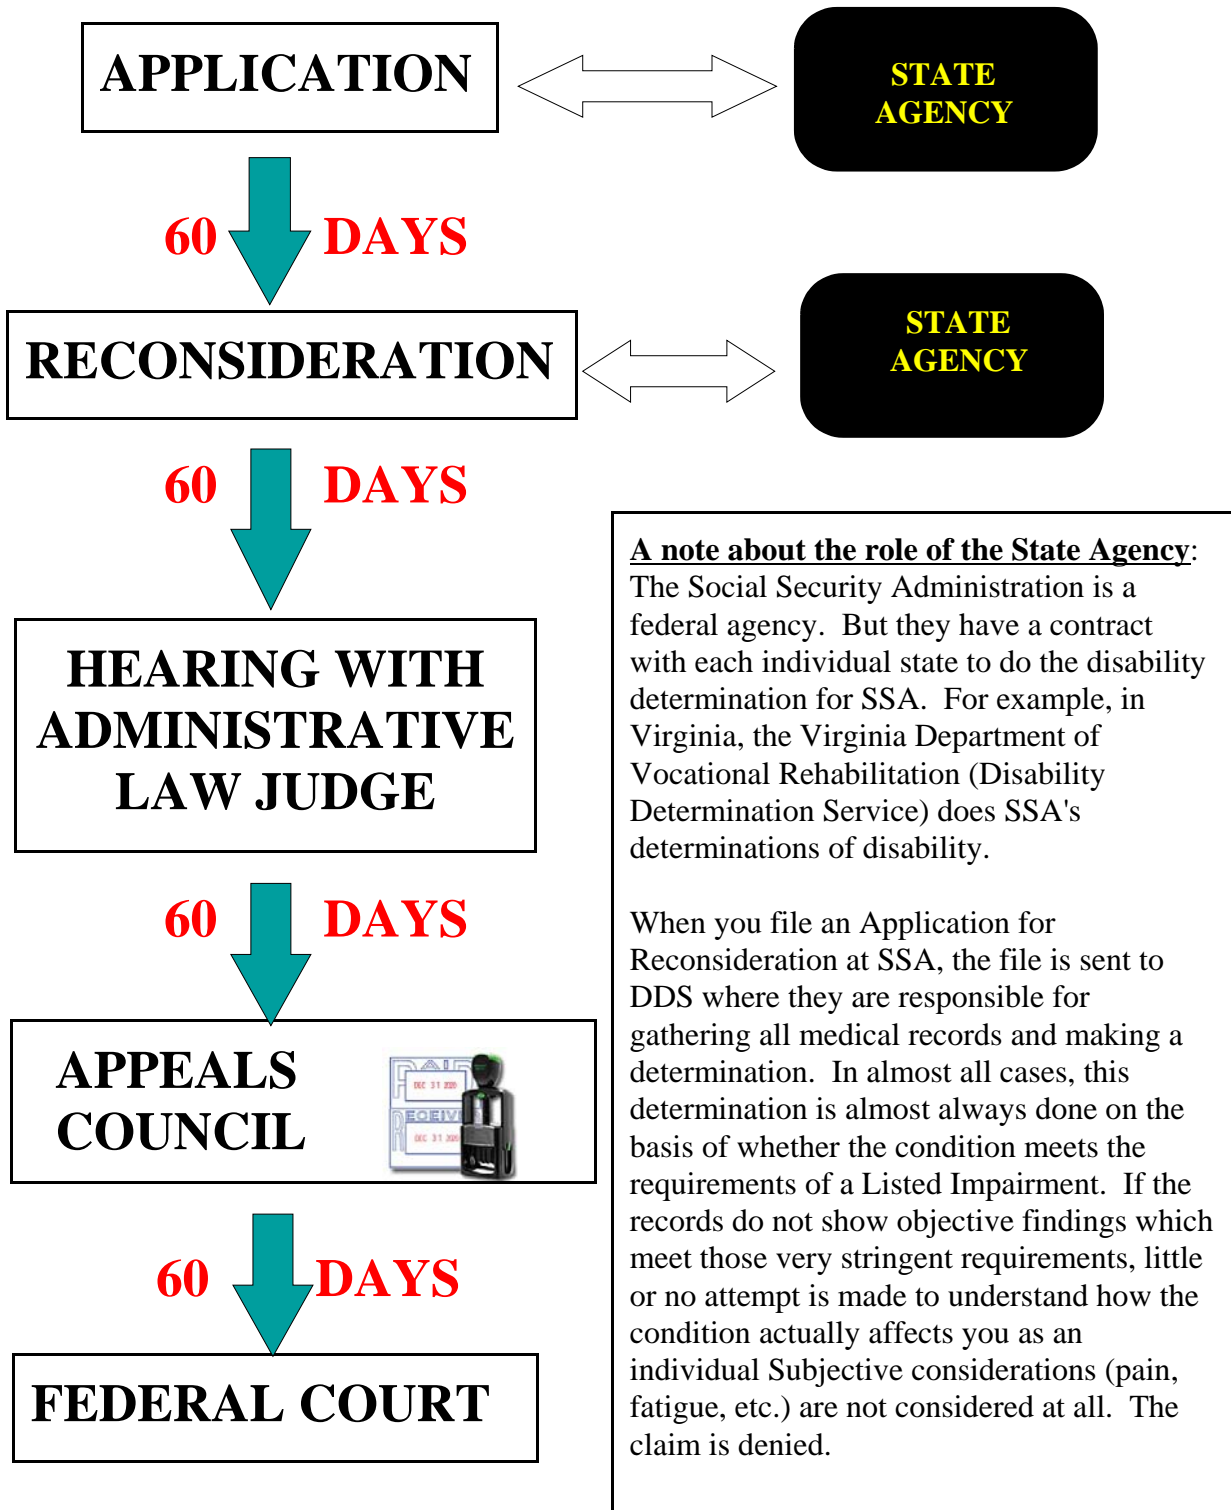 APPLICATION
STATE
AGENCY
60 DAYS
RECONSIDERATION
STATE
AGENCY
60 DAYS
HEARING WITH
ADMINISTRATIVE
LAW JUDGE
60 DAYS
APPEALS
COUNCIL
PAID
DEC 31 2020
RECEIVED
DEC 31 2020
60 DAYS
FEDERAL COURT
A note about the role of the State Agency:
The Social Security Administration is a
federal agency. But they have a contract
with each individual state to do the disability
determination for SSA. For example, in
Virginia, the Virginia Department of
Vocational Rehabilitation (Disability
Determination Service) does SSA's
determinations of disability.
When you file an Application for
Reconsideration at SSA, the file is sent to
DDS where they are responsible for
gathering all medical records and making a
determination. In almost all cases, this
determination is almost always done on the
basis of whether the condition meets the
requirements of a Listed Impairment. If the
records do not show objective findings which
meet those very stringent requirements, little
or no attempt is made to understand how the
condition actually affects you as an
individual Subjective considerations (pain,
fatigue, etc.) are not considered at all. The
claim is denied.